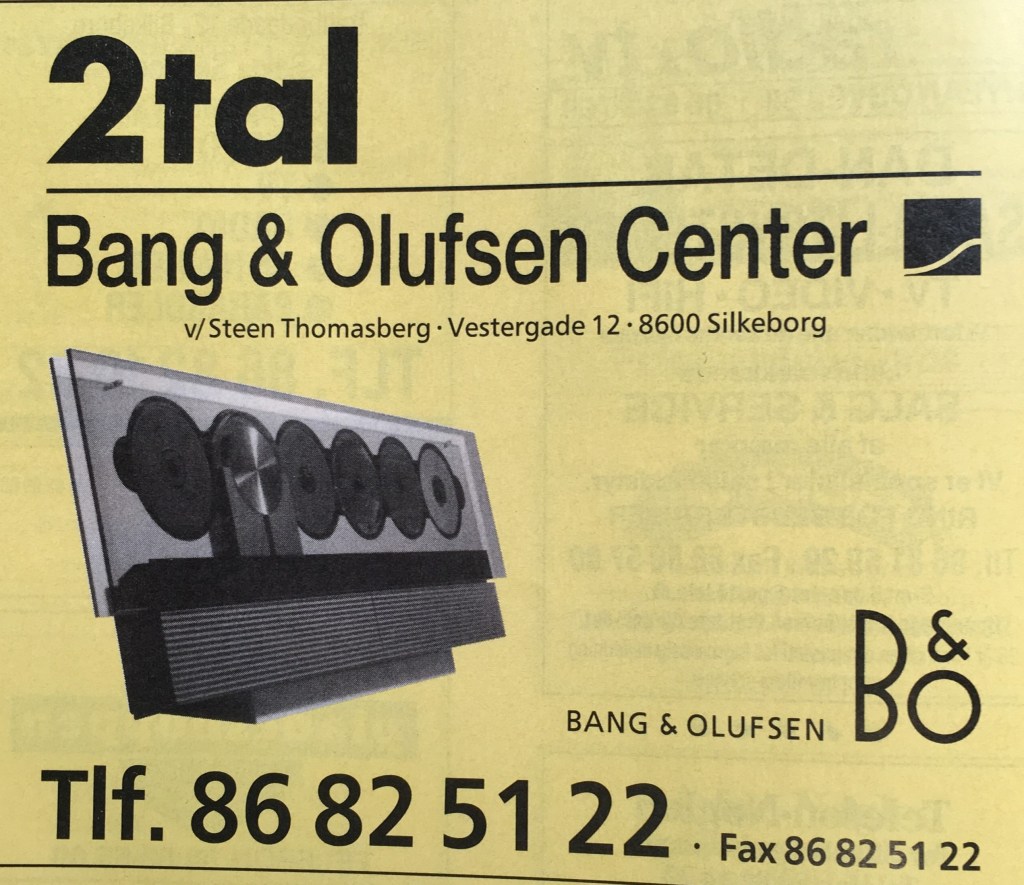 2tal
Bang & Olufsen Center
v/ Steen Thomasberg · Vestergade 12 · 8600 Silkeborg
B&O
BANG & OLUFSEN
Tlf. 86 82 51 22 · Fax 86 82 51 22